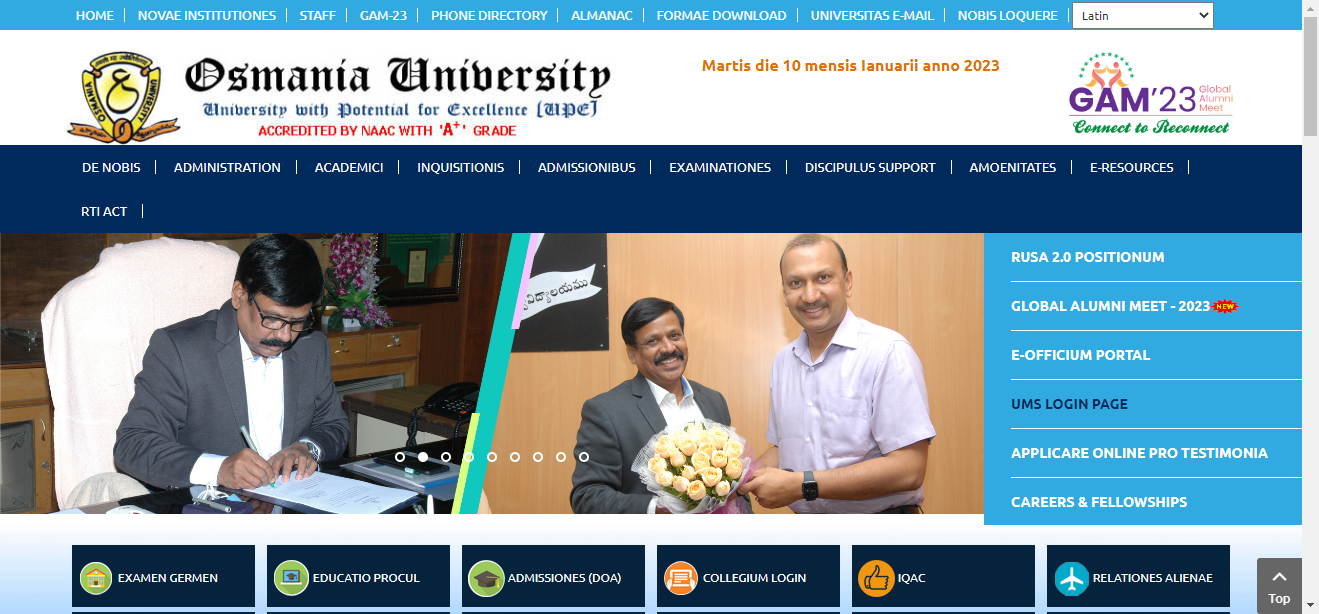 HOME NOVAE INSTITUTIONES STAFF GAM-23 PHONE DIRECTORY ALMANAC FORMAE DOWNLOAD UNIVERSITAS E-MAIL NOBIS LOQUERE Latin
Osmania University
University with Potential for Excellence [UPE]
ACCREDITED BY NAAC WITH 'A+' GRADE
OSMANIA UNIVERSITY
Martis die 10 mensis Ianuarii anno 2023
GAM'23 Global Alumni Meet
Connect to Reconnect
DE NOBIS ADMINISTRATION ACADEMICI INQUISITIONIS ADMISSIONIBUS EXAMINATIONES DISCIPULUS SUPPORT AMOENITATES E-RESOURCES
RTI ACT
RUSA 2.0 POSITIONUM
GLOBAL ALUMNI MEET - 2023 NEW
E-OFFICIUM PORTAL
UMS LOGIN PAGE
APPLICARE ONLINE PRO TESTIMONIA
CAREERS & FELLOWSHIPS
EXAMEN GERMEN EDUCATIO PROCUL ADMISSIONES (DOA) COLLEGIUM LOGIN IQAC RELATIONES ALIENAE
Top